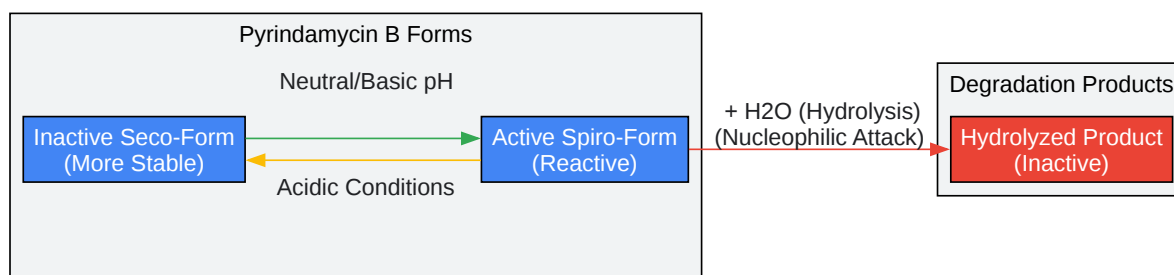 Pyrindamycin B Forms
Neutral/Basic pH
Inactive Seco-Form
(More Stable)
Active Spiro-Form
(Reactive)
Acidic Conditions
+ H2O (Hydrolysis)
(Nucleophilic Attack)
Degradation Products
Hydrolyzed Product
(Inactive)